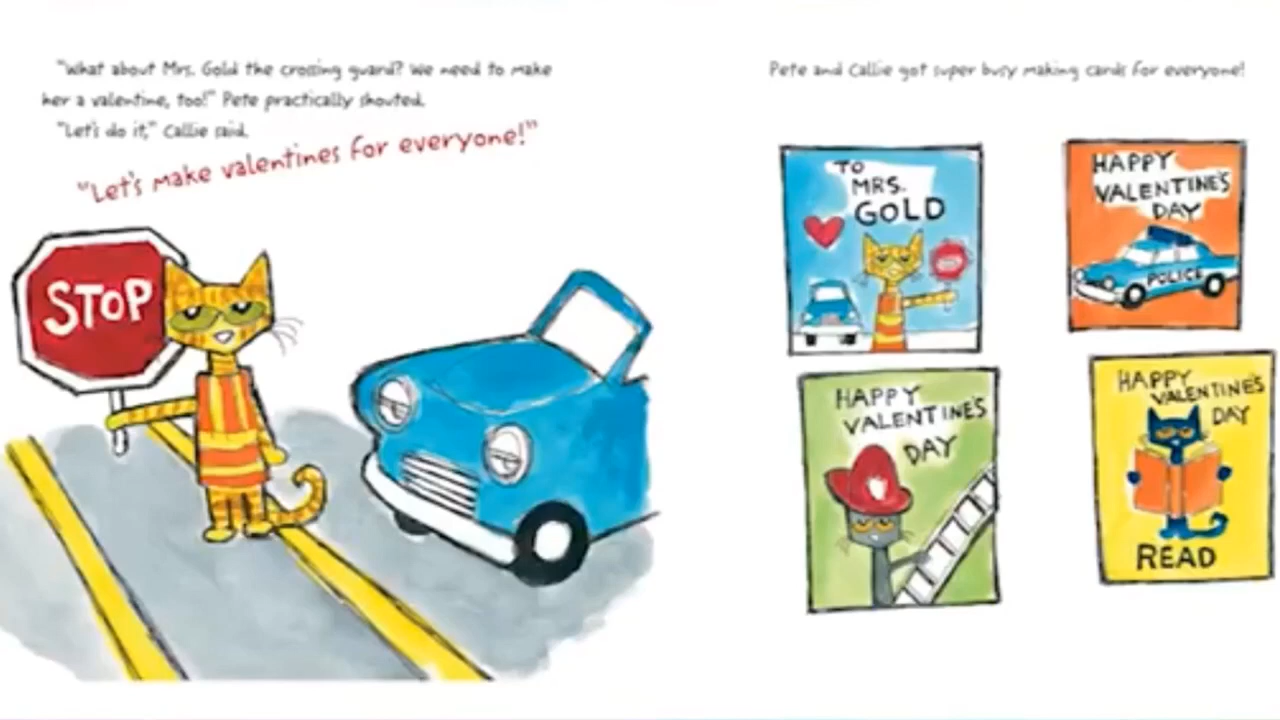 "What about Mrs. Gold the crossing guard? We need to make
her a valentine, too!" Pete practically shouted.
"Let's do it," Callie said.
"Let's make valentines for everyone!"
STOP
Pete and Callie got super busy making cards for everyone!
TO
MRS.
GOLD
STOP
HAPPY
VALENTINE'S
DAY
POLICE
HAPPY
VALENTINE'S
DAY
HAPPY
VALENTINE'S
DAY
READ